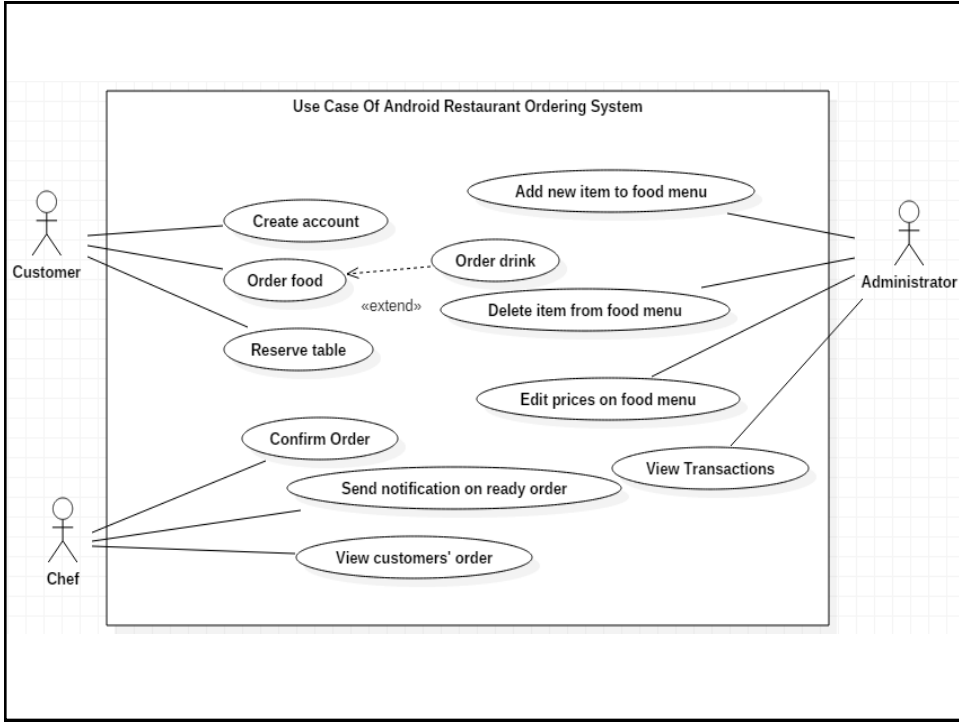 Use Case Of Android Restaurant Ordering System
Add new item to food menu
Create account
Customer
Order food
Order drink
Administrator
«extend»
Delete item from food menu
Reserve table
Edit prices on food menu
Confirm Order
View Transactions
Send notification on ready order
View customers' order
Chef